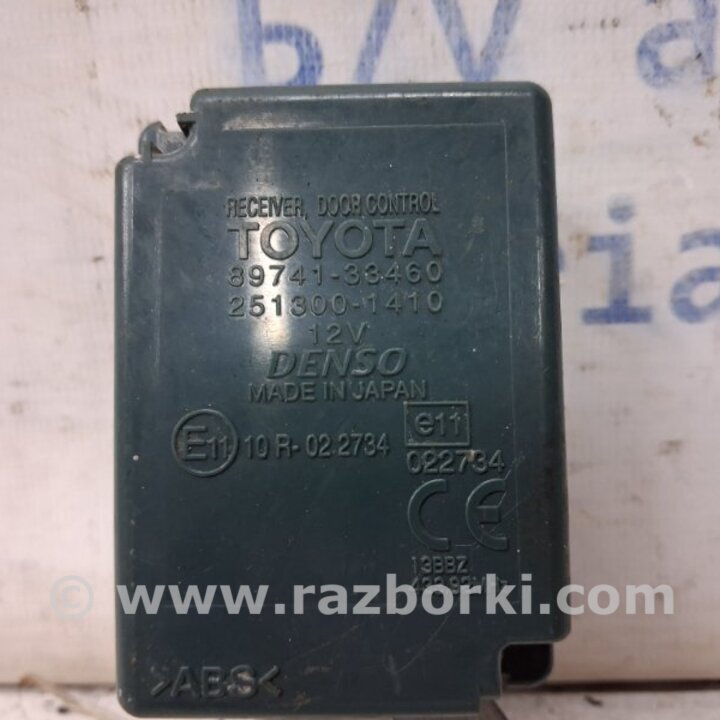 b/v a
ria
RECEIVER, DOOR CONTROL
TOYOTA
89741-33460
251300-1410
12V
DENSO
MADE IN JAPAN
E11 10 R-02 2734
e11
022734
CE
13BBZ
© www.razborki.com
>ABS<